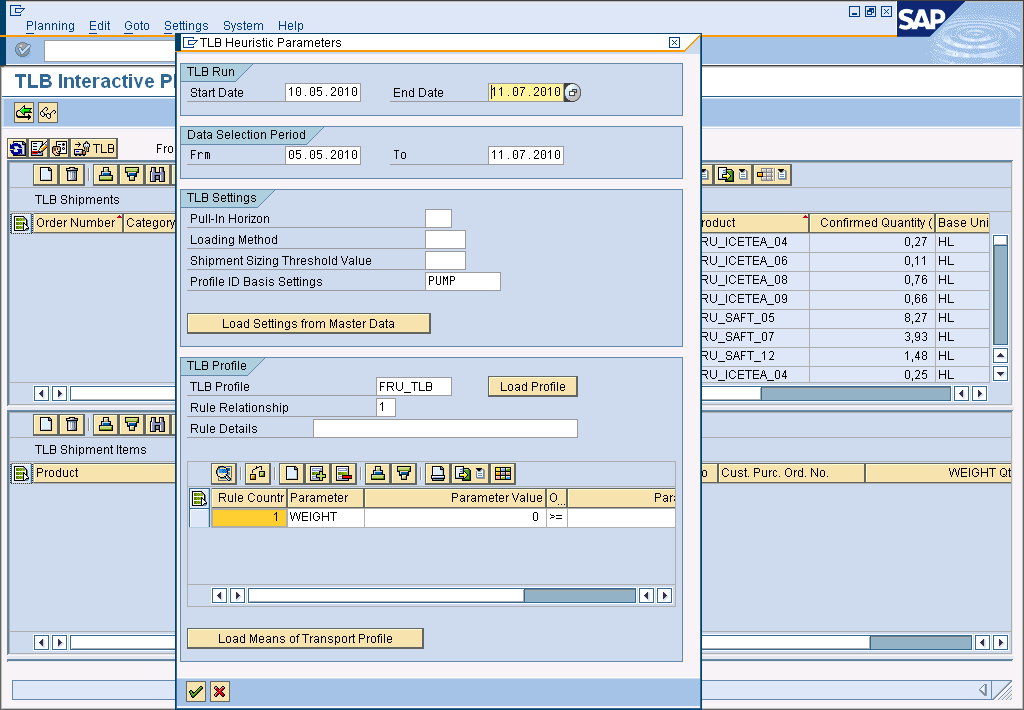 Planning Edit Goto Settings System Help
SAP
TLB Interactive Pl
TLB Fro
TLB Shipments
Order Number Category
TLB Heuristic Parameters
TLB Run
Start Date 10.05.2010 End Date 11.07.2010
Data Selection Period
Frm 05.05.2010 To 11.07.2010
TLB Settings
Pull-In Horizon
Loading Method
Shipment Sizing Threshold Value
Profile ID Basis Settings PUMP
Load Settings from Master Data
TLB Profile
TLB Profile FRU_TLB Load Profile
Rule Relationship 1
Rule Details
Rule Countr Parameter Parameter Value O... Para
1 WEIGHT 0 >=
Load Means of Transport Profile
roduct Confirmed Quantity ( Base Uni
RU_ICETEA_04 0,27 HL
RU_ICETEA_06 0,11 HL
RU_ICETEA_08 0,76 HL
RU_ICETEA_09 0,66 HL
RU_SAFT_05 8,27 HL
RU_SAFT_07 3,93 HL
RU_SAFT_12 1,48 HL
RU_ICETEA_04 0,25 HL
TLB Shipment Items
Product
o Cust. Purc. Ord. No. WEIGHT Qt